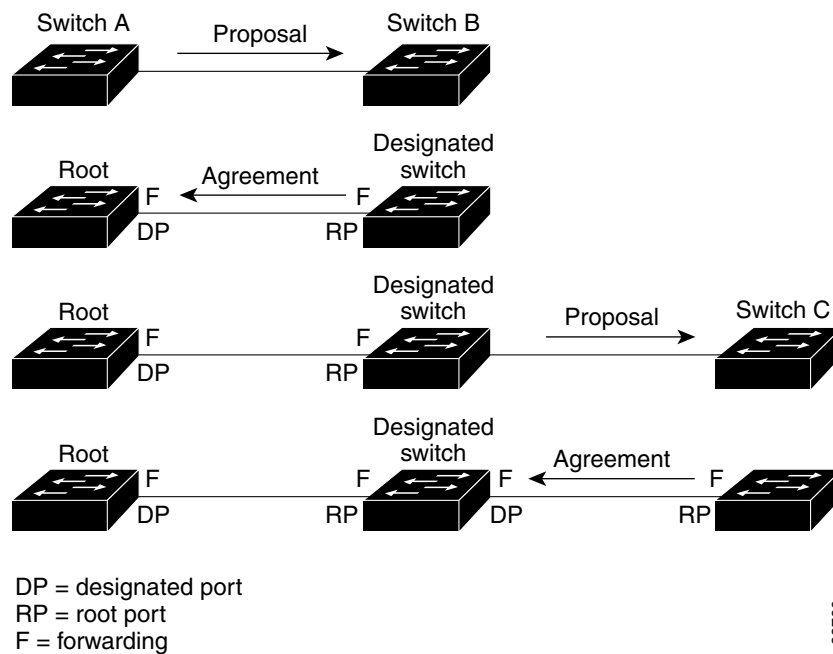 Switch A
Proposal
Switch B
Root
F
Agreement
F
Designated
switch
DP
RP
Root
F
Designated
switch
F
Proposal
Switch C
DP
RP
Root
F
Designated
switch
F
F
Agreement
F
DP
RP
DP
RP
DP = designated port
RP = root port
F = forwarding